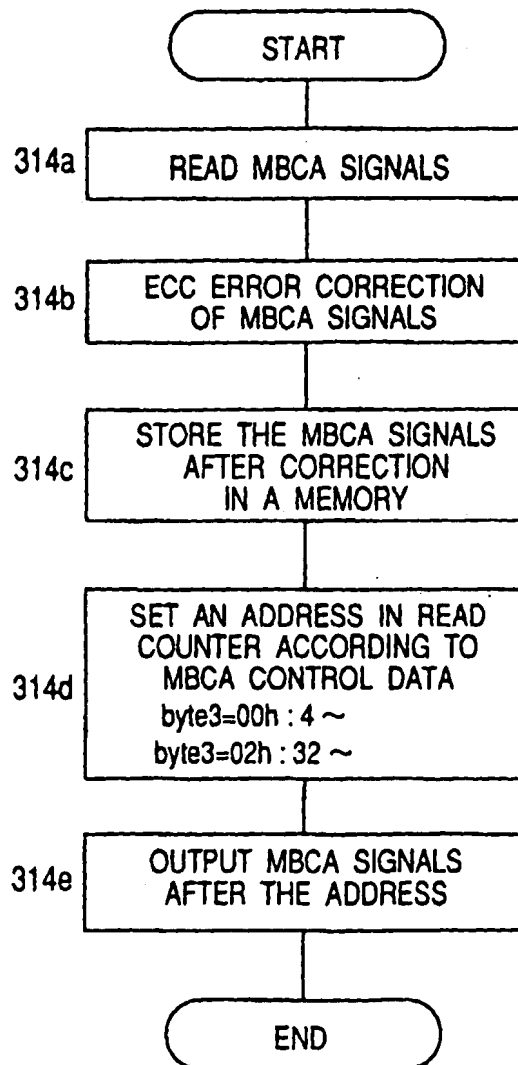 START
314a
READ MBCA SIGNALS
314b
ECC ERROR CORRECTION
OF MBCA SIGNALS
314c
STORE THE MBCA SIGNALS
AFTER CORRECTION
IN A MEMORY
314d
SET AN ADDRESS IN READ
COUNTER ACCORDING TO
MBCA CONTROL DATA
byte3=00h : 4 ~
byte3=02h : 32 ~
314e
OUTPUT MBCA SIGNALS
AFTER THE ADDRESS
END